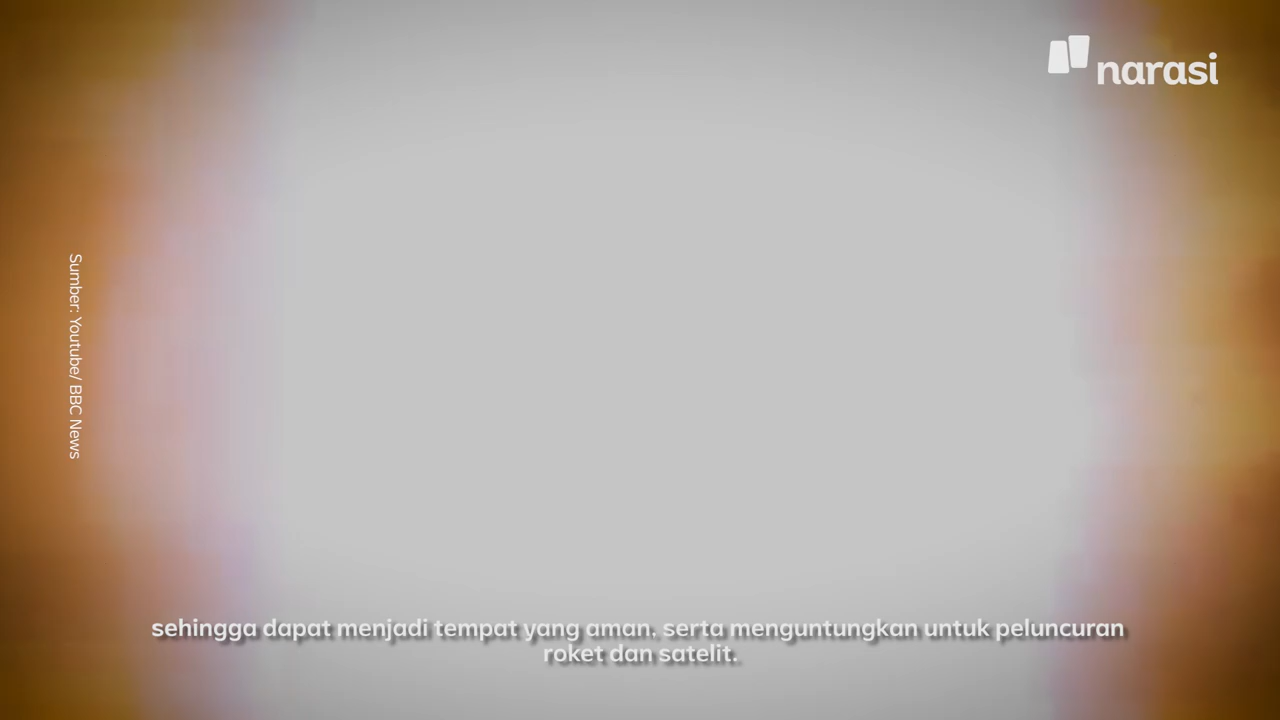 narasi
Sumber: Youtube/ BBC News
sehingga dapat menjadi tempat yang aman. serta menguntungkan untuk peluncuran
roket dan satelit.